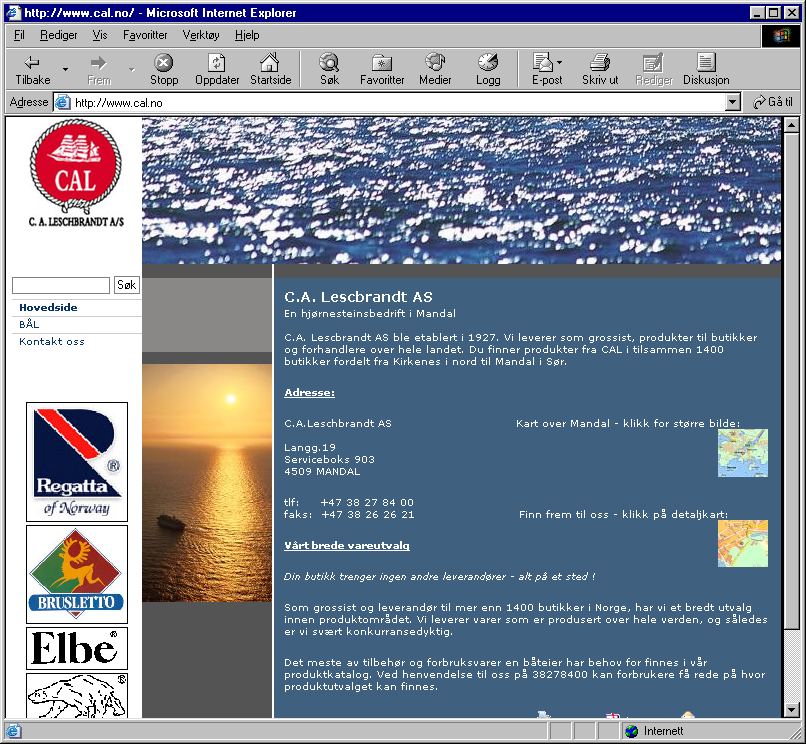 http://www.cal.no/ - Microsoft Internet Explorer
Fil Rediger Vis Favoritter Verktøy Hjelp
Tilbake Frem Stopp Oppdater Startside Søk Favoritter Medier Logg E-post Skriv ut Rediger Diskusjon
Adresse http://www.cal.no Gå til
CAL
C. A. LESCHBRANDT A/S
Søk
Hovedside
BÅL
Kontakt oss
Regatta ®
of Norway
BRUSLETTO
Elbe ®
®
C.A. Lescbrandt AS
En hjørnesteinsbedrift i Mandal
C.A. Lescbrandt AS ble etablert i 1927. Vi leverer som grossist, produkter til butikker
og forhandlere over hele landet. Du finner produkter fra CAL i tilsammen 1400
butikker fordelt fra Kirkenes i nord til Mandal i Sør.
Adresse:
C.A.Leschbrandt AS Kart over Mandal - klikk for større bilde:
Langg.19
Serviceboks 903
4509 MANDAL
tlf: +47 38 27 84 00
faks: +47 38 26 26 21 Finn frem til oss - klikk på detaljkart:
Vårt brede vareutvalg
Din butikk trenger ingen andre leverandører - alt på et sted !
Som grossist og leverandør til mer enn 1400 butikker i Norge, har vi et bredt utvalg
innen produktområdet. Vi leverer varer som er produsert over hele verden, og således
er vi svært konkurransedyktig.
Det meste av tilbehør og forbruksvarer en båteier har behov for finnes i vår
produktkatalog. Ved henvendelse til oss på 38278400 kan forbrukere få rede på hvor
produktutvalget kan finnes.
Internett